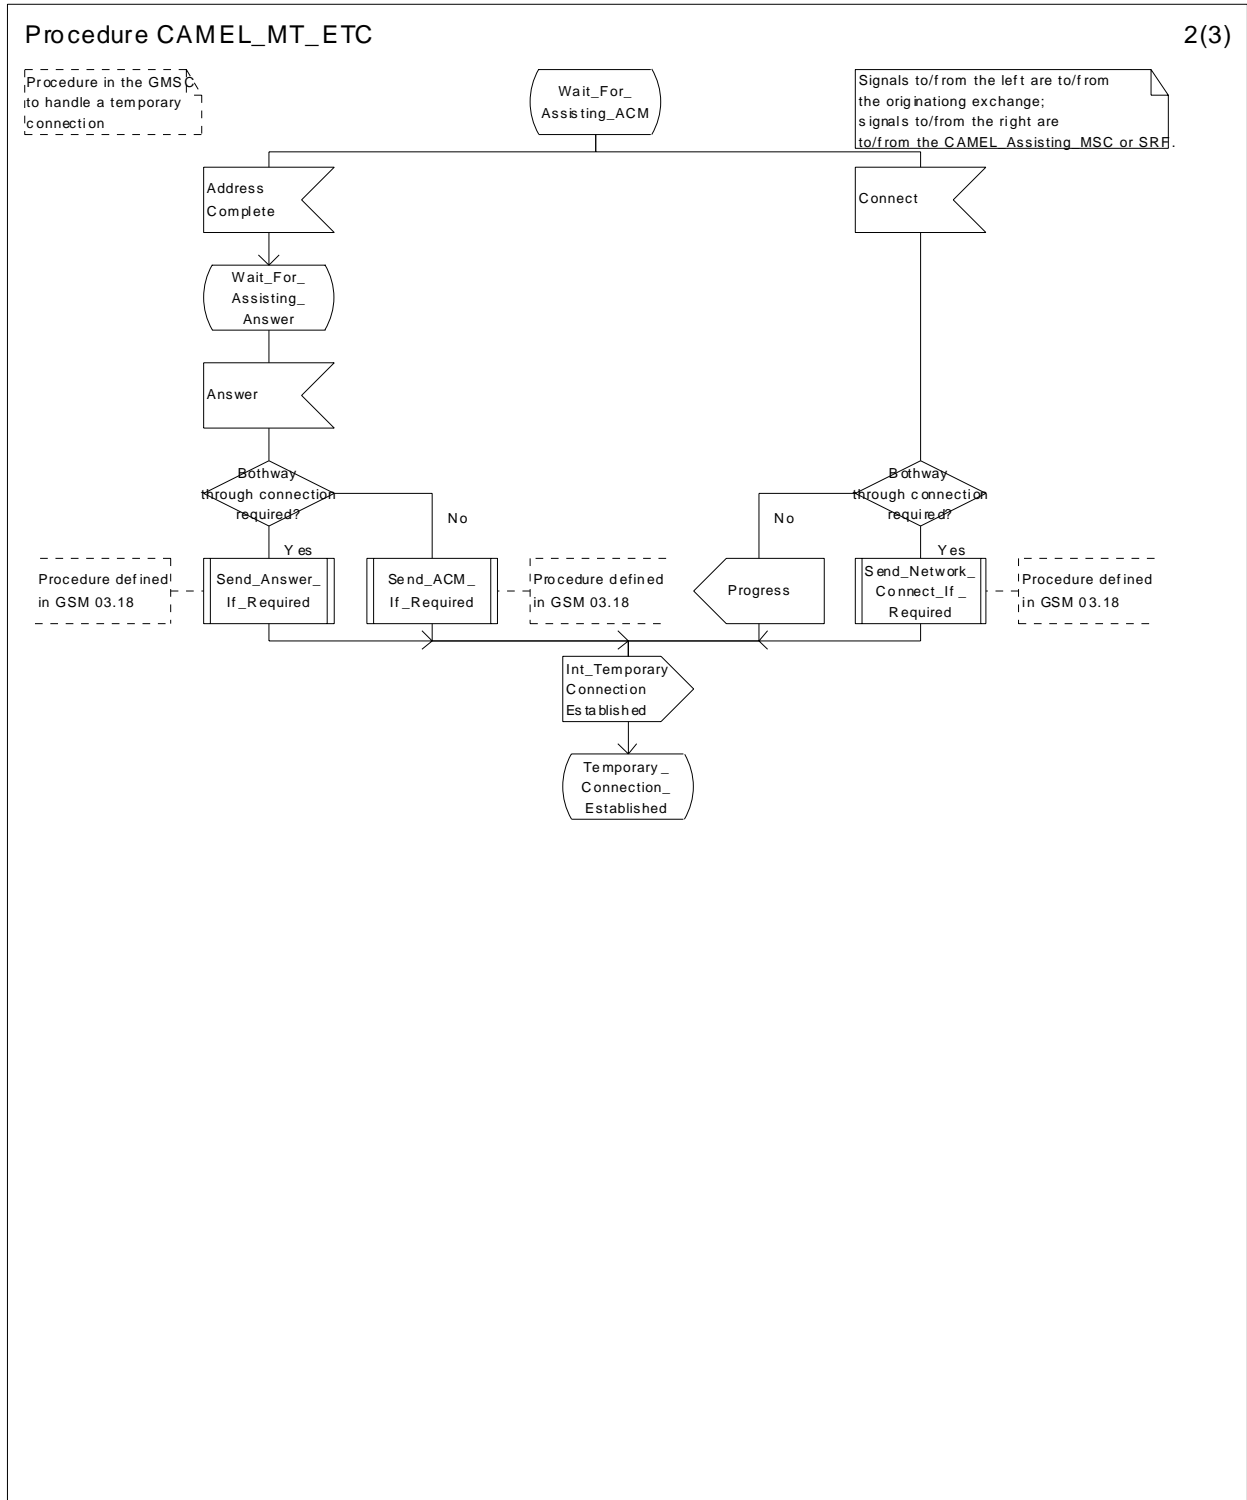 Procedure CAMEL_MT_ETC
2(3)
Procedure in the GMSC
to handle a temporary
connection
Wait_For_
Assisting_ACM
Signals to/from the left are to/from
the originationg exchange;
signals to/from the right are
to/from the CAMEL_Assisting_MSC or SRF.
Address
Complete
Connect
Wait_For_
Assisting_
Answer
Answer
Bothway
through connection
required?
Bothway
through connection
required?
No
No
Yes
Yes
Procedure defined
in GSM 03.18
Send_Answer_
If_Required
Send_ACM_
If_Required
Procedure defined
in GSM 03.18
Progress
Send_Network_
Connect_If_
Required
Procedure defined
in GSM 03.18
Int_Temporary
Connection
Established
Temporary_
Connection_
Established